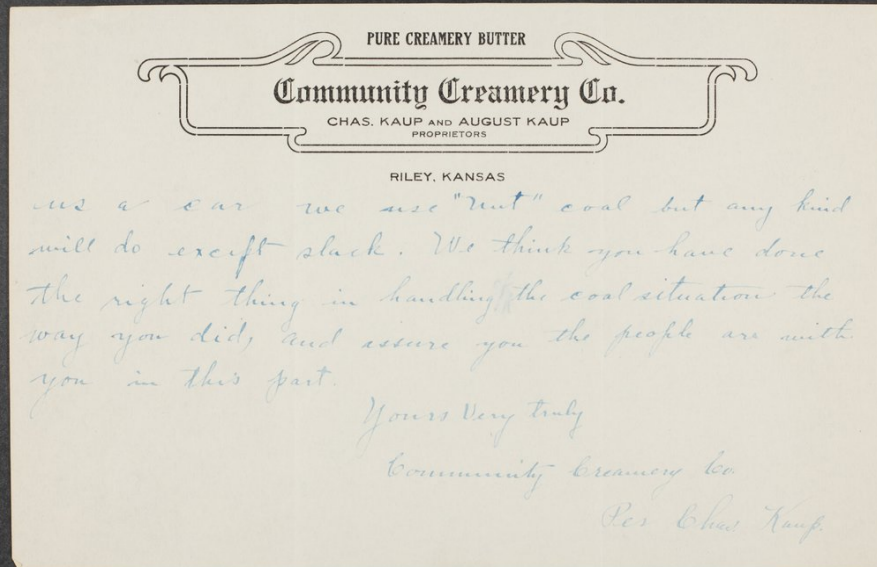 PURE CREAMERY BUTTER
Community Creamery Co.
CHAS. KAUP AND AUGUST KAUP
PROPRIETORS
RILEY, KANSAS
us a car we use "Nut" coal but any kind
will do except slack. We think you have done
the right thing in handling the coal situation the
way you did, and assure you the people are with
you in this part.
Yours Very truly
Community Creamery Co.
Per Chas Kaup.